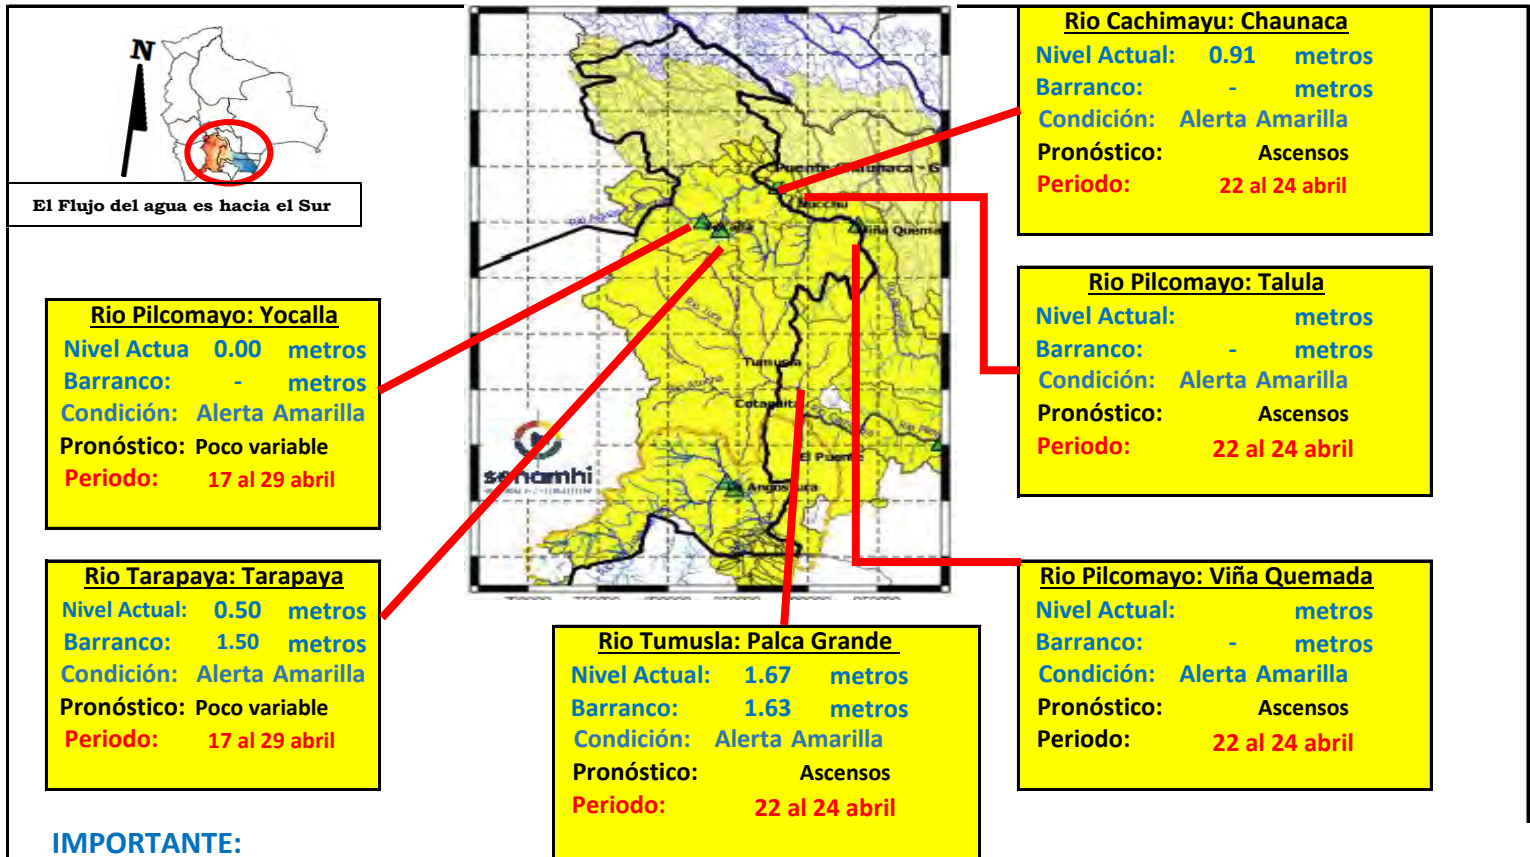 N
El Flujo del agua es hacia el Sur
Rio Pilcomayo: Yocalla
Nivel Actua 0.00 metros
Barranco: - metros
Condición: Alerta Amarilla
Pronóstico: Poco variable
Periodo: 17 al 29 abril
Rio Tarapaya: Tarapaya
Nivel Actual: 0.50 metros
Barranco: 1.50 metros
Condición: Alerta Amarilla
Pronóstico: Poco variable
Periodo: 17 al 29 abril
IMPORTANTE:
Puente Chaunaca - G
Viña Quema
Tumusla
Cotagaita
El Puente
Angostura
senamhi
Rio Tumusla: Palca Grande
Nivel Actual: 1.67 metros
Barranco: 1.63 metros
Condición: Alerta Amarilla
Pronóstico: Ascensos
Periodo: 22 al 24 abril
Rio Cachimayu: Chaunaca
Nivel Actual: 0.91 metros
Barranco: - metros
Condición: Alerta Amarilla
Pronóstico: Ascensos
Periodo: 22 al 24 abril
Rio Pilcomayo: Talula
Nivel Actual: metros
Barranco: - metros
Condición: Alerta Amarilla
Pronóstico: Ascensos
Periodo: 22 al 24 abril
Rio Pilcomayo: Viña Quemada
Nivel Actual: metros
Barranco: - metros
Condición: Alerta Amarilla
Pronóstico: Ascensos
Periodo: 22 al 24 abril